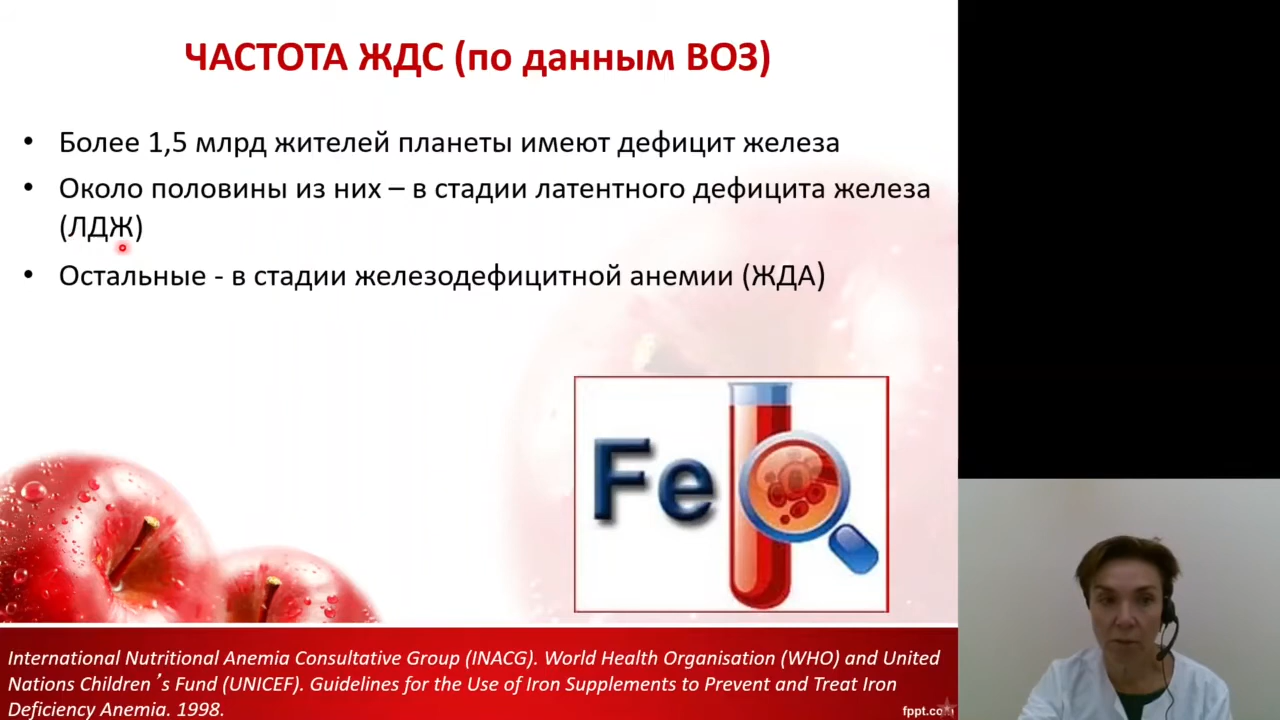 ЧАСТОТА ЖДС (по данным ВОЗ)
• Более 1,5 млрд жителей планеты имеют дефицит железа
• Около половины из них – в стадии латентного дефицита железа
(ЛДЖ)
• Остальные - в стадии железодефицитной анемии (ЖДА)
Fe
International Nutritional Anemia Consultative Group (INACG). World Health Organisation (WHO) and United
Nations Children ’s Fund (UNICEF). Guidelines for the Use of Iron Supplements to Prevent and Treat Iron
Deficiency Anemia. 1998.
fppt.com